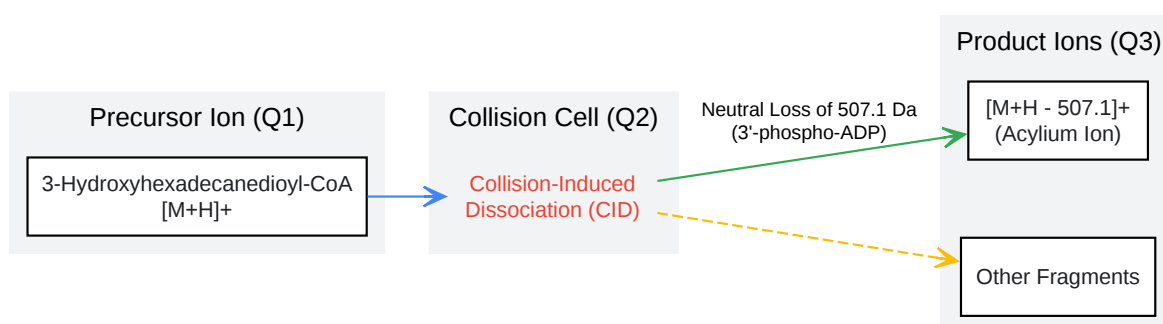 Precursor Ion (Q1)
3-Hydroxyhexadecanedioyl-CoA
[M+H]+
Collision Cell (Q2)
Collision-Induced
Dissociation (CID)
Neutral Loss of 507.1 Da
(3'-phospho-ADP)
Product Ions (Q3)
[M+H - 507.1]+
(Acylium Ion)
Other Fragments